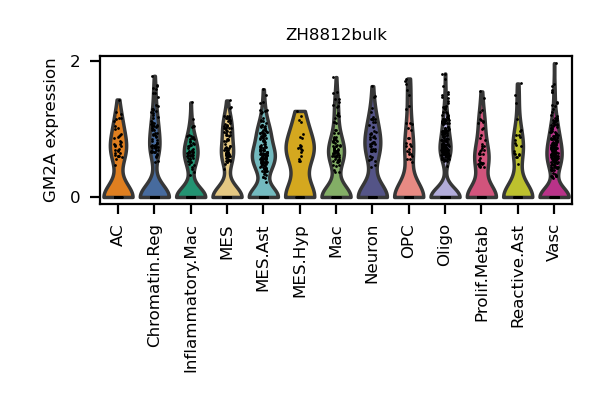 ZH8812bulk
GM2A expression
2
0
AC
Chromatin.Reg
Inflammatory.Mac
MES
MES.Ast
MES.Hyp
Mac
Neuron
OPC
Oligo
Prolif.Metab
Reactive.Ast
Vasc